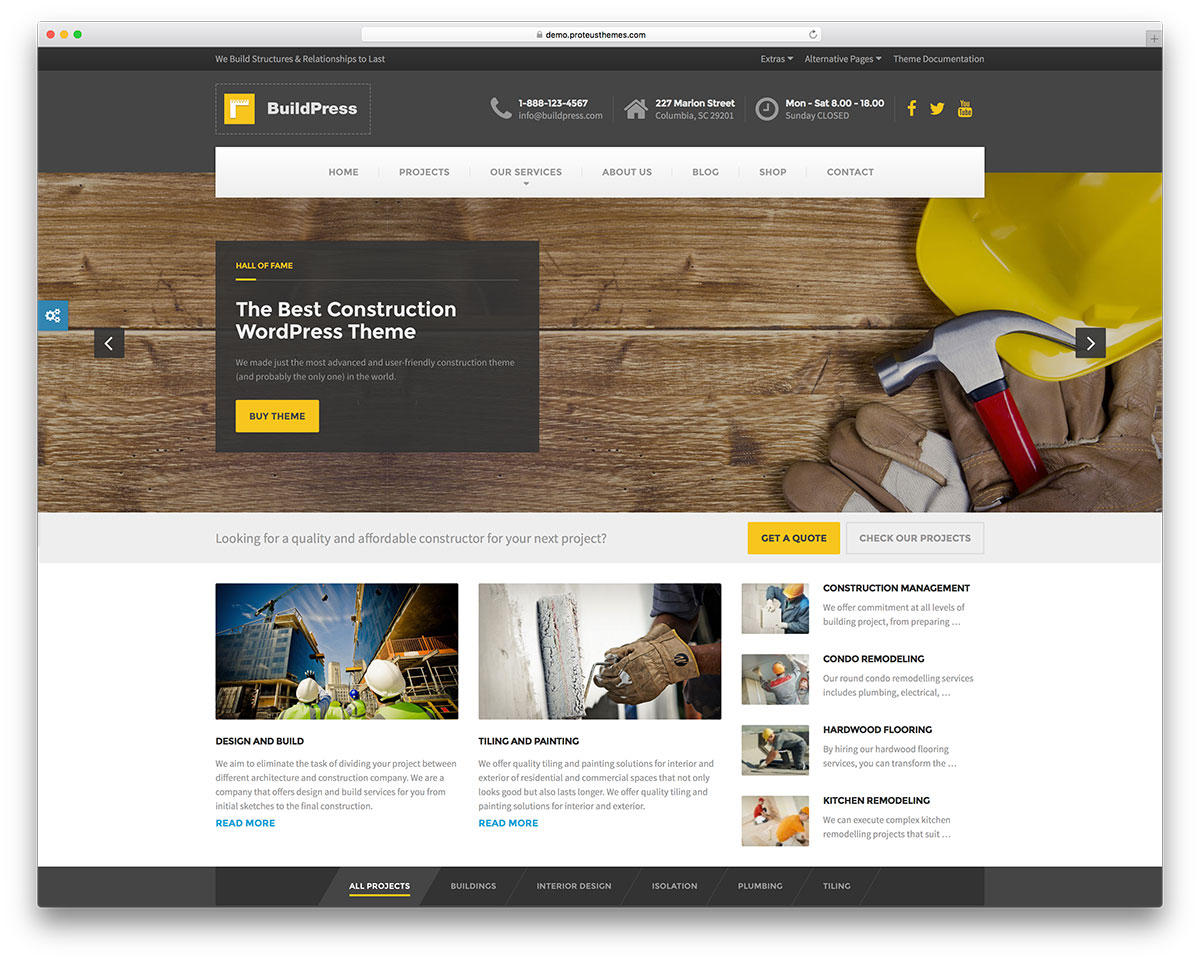 demo.proteusthemes.com
We Build Structures & Relationships to Last
Extras Alternative Pages Theme Documentation
BuildPress
1-888-123-4567
info@buildpress.com
227 Marion Street
Columbia, SC 29201
Mon - Sat 8.00 - 18.00
Sunday CLOSED
You
Tube
HOME PROJECTS OUR SERVICES ABOUT US BLOG SHOP CONTACT
HALL OF FAME
The Best Construction
WordPress Theme
We made just the most advanced and user-friendly construction theme
(and probably the only one) in the world.
BUY THEME
Looking for a quality and affordable constructor for your next project?
GET A QUOTE
CHECK OUR PROJECTS
DESIGN AND BUILD
We aim to eliminate the task of dividing your project between
different architecture and construction company. We are a
company that offers design and build services for you from
initial sketches to the final construction.
READ MORE
TILING AND PAINTING
We offer quality tiling and painting solutions for interior and
exterior of residential and commercial spaces that not only
looks good but also lasts longer. We offer quality tiling and
painting solutions for interior and exterior.
READ MORE
CONSTRUCTION MANAGEMENT
We offer commitment at all levels of
building project, from preparing …
CONDO REMODELING
Our round condo remodelling services
includes plumbing, electrical, …
HARDWOOD FLOORING
By hiring our hardwood flooring
services, you can transform the …
KITCHEN REMODELING
We can execute complex kitchen
remodelling projects that suit …
ALL PROJECTS BUILDINGS INTERIOR DESIGN ISOLATION PLUMBING TILING